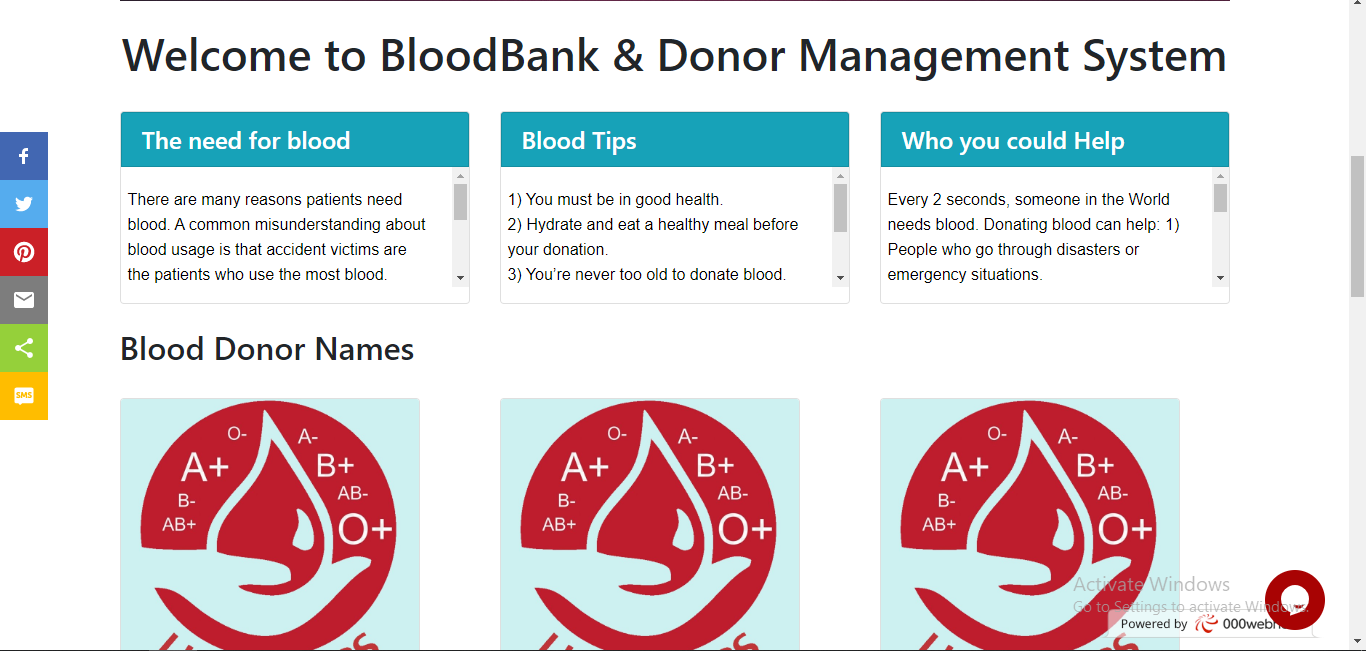 Welcome to BloodBank & Donor Management System
The need for blood
There are many reasons patients need
blood. A common misunderstanding about
blood usage is that accident victims are
the patients who use the most blood.
Blood Tips
1) You must be in good health.
2) Hydrate and eat a healthy meal before
your donation.
3) You’re never too old to donate blood.
Who you could Help
Every 2 seconds, someone in the World
needs blood. Donating blood can help: 1)
People who go through disasters or
emergency situations.
SMS
Blood Donor Names
O- A-
A+ B+
B- AB-
AB+ O+
O- A-
A+ B+
B- AB-
AB+ O+
O- A-
A+ B+
B- AB-
AB+ O+
Activate Windows
Go to Settings to activate Windows.
Powered by